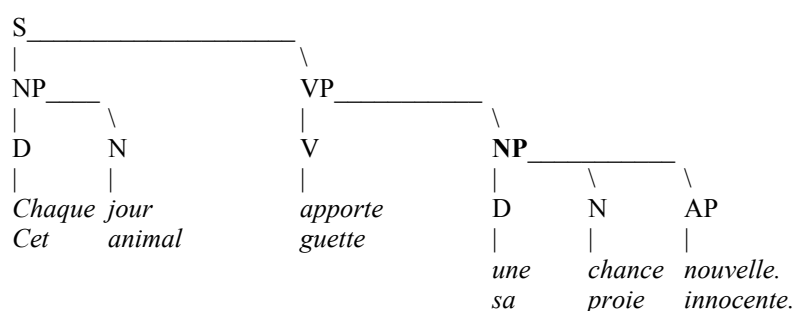 S
NP VP
D N V NP
Chaque jour apporte D N AP
Cet animal guette
une chance nouvelle.
sa proie innocente.